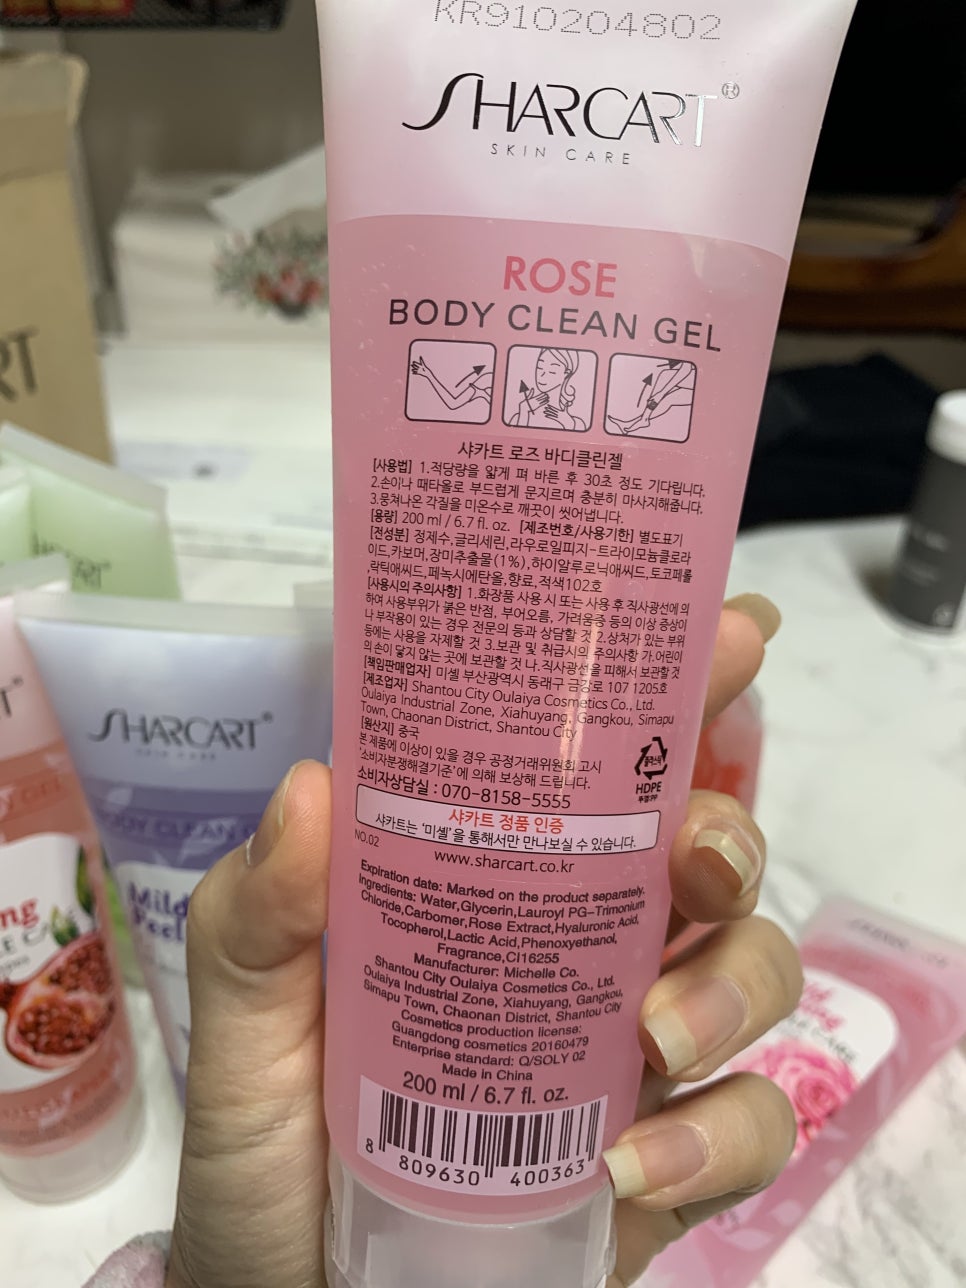 KR910204802
SHARCART®
SKIN CARE
ROSE
BODY CLEAN GEL
샤카트 로즈 바디클린젤
[사용법] 1.적당량을 얇게 펴 바른 후 30초 정도 기다립니다.
2.손이나 때타올로 부드럽게 문지르며 충분히 마사지해줍니다.
3.뭉쳐나온 각질을 미온수로 깨끗이 씻어냅니다.
[용량] 200 ml / 6.7 fl. oz. [제조번호/사용기한] 별도표기
[전성분] 정제수,글리세린,라우로일피지-트라이모늄클로라
이드,카보머,장미추출물(1%),하이알루로닉애씨드,토코페롤
,락틱애씨드,페녹시에탄올,향료,적색102호
[사용시의 주의사항] 1.화장품 사용 시 또는 사용 후 직사광선에 의
하여 사용부위가 붉은 반점, 부어오름, 가려움증 등의 이상 증상이
나 부작용이 있는 경우 전문의 등과 상담할 것 2.상처가 있는 부위
등에는 사용을 자제할 것 3.보관 및 취급시의 주의사항 가.어린이
의 손이 닿지 않는 곳에 보관할 것 나.직사광선을 피해서 보관할 것
[책임판매업자] 미셸 부산광역시 동래구 금강로 107 1205호
[제조업자] Shantou City Oulaiya Cosmetics Co., Ltd.
Oulaiya Industrial Zone, Xiahuyang, Gangkou, Simapu
Town, Chaonan District, Shantou City
[원산지] 중국
본 제품에 이상이 있을 경우 공정거래위원회 고시
'소비자분쟁해결기준'에 의해 보상해 드립니다.
소비자상담실 : 070-8158-5555
플라스틱
HDPE
뚜껑:PP
샤카트 정품 인증
샤카트는 '미셸'을 통해서만 만나보실 수 있습니다.
NO.02
www.sharcart.co.kr
Expiration date: Marked on the product separately.
Ingredients: Water,Glycerin,Lauroyl PG-Trimonium
Chloride,Carbomer,Rose Extract,Hyaluronic Acid,
Tocopherol,Lactic Acid,Phenoxyethanol,
Fragrance,CI16255
Manufacturer: Michelle Co.
Shantou City Oulaiya Cosmetics Co., Ltd.
Oulaiya Industrial Zone, Xiahuyang, Gangkou,
Simapu Town, Chaonan District, Shantou City
Cosmetics production license:
Guangdong cosmetics 20160479
Enterprise standard: Q/SOLY 02
Made in China
200 ml / 6.7 fl. oz.
8 809630 400363
SHARCART®
SKIN CARE
BODY CLEAN G
Mild
Peel